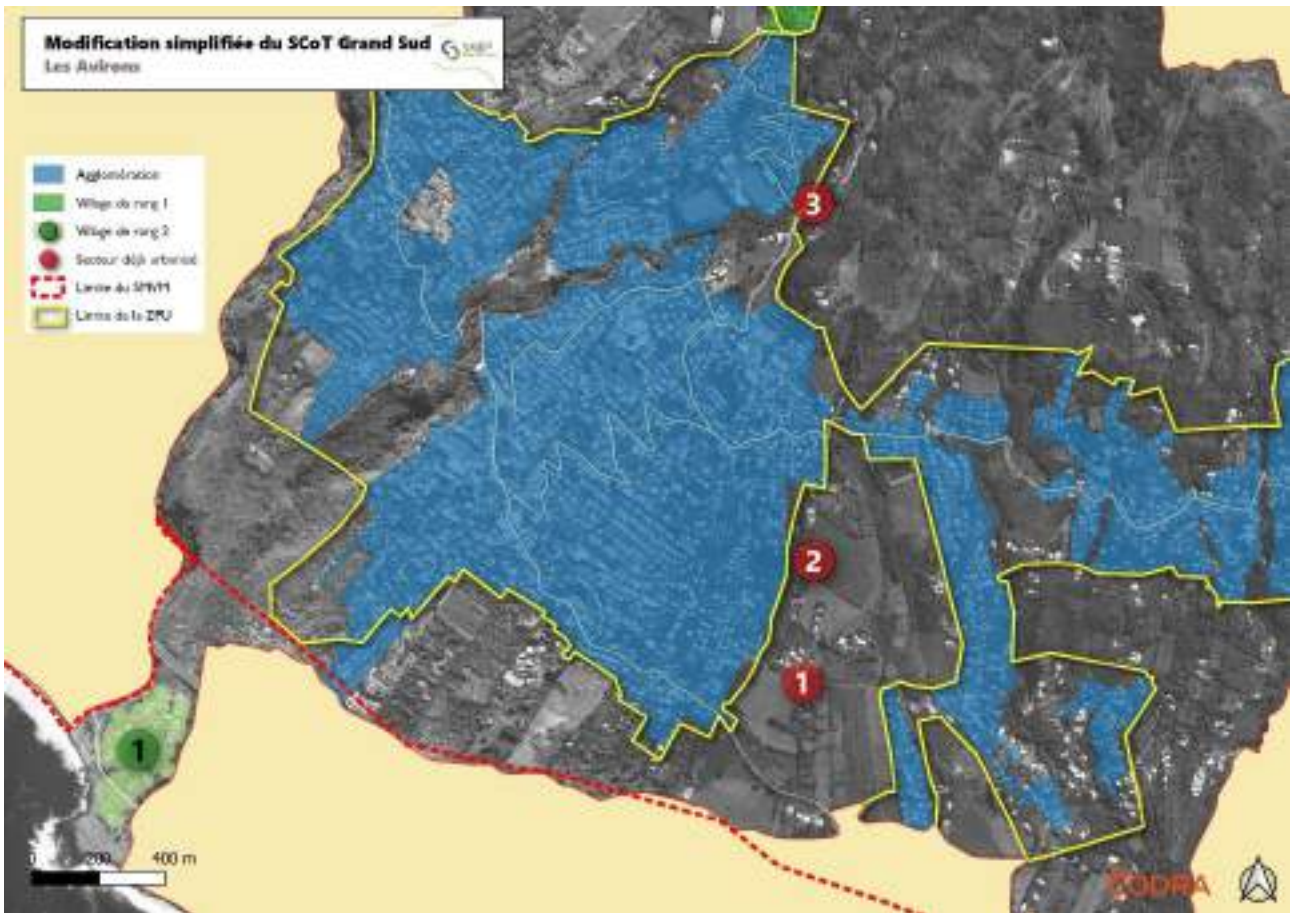 Modification simplifiée du SCoT Grand Sud
Les Avirons
Agglomération
Village de rang 1
Village de rang 2
Secteur déjà urbanisé
Limite du SMVM
Limite de la ZPU
3
2
1
1
0 200 400 m
CODRA